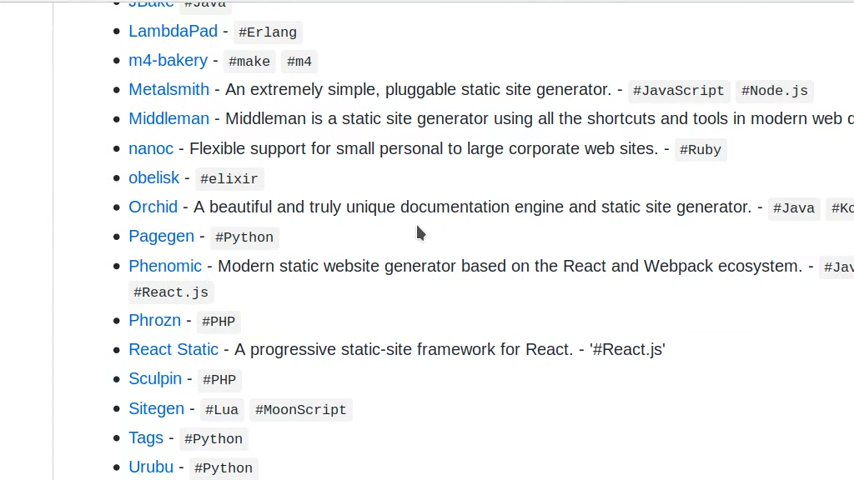 JBake - #Java
LambdaPad - #Erlang
m4-bakery - #make #m4
Metalsmith - An extremely simple, pluggable static site generator. - #JavaScript #Node.js
Middleman - Middleman is a static site generator using all the shortcuts and tools in modern web
nanoc - Flexible support for small personal to large corporate web sites. - #Ruby
obelisk - #elixir
Orchid - A beautiful and truly unique documentation engine and static site generator. - #Java
Pagegen - #Python
Phenomic - Modern static website generator based on the React and Webpack ecosystem. -
#React.js
Phrozn - #PHP
React Static - A progressive static-site framework for React. - '#React.js'
Sculpin - #PHP
Sitegen - #Lua #MoonScript
Tags - #Python
Urubu - #Python